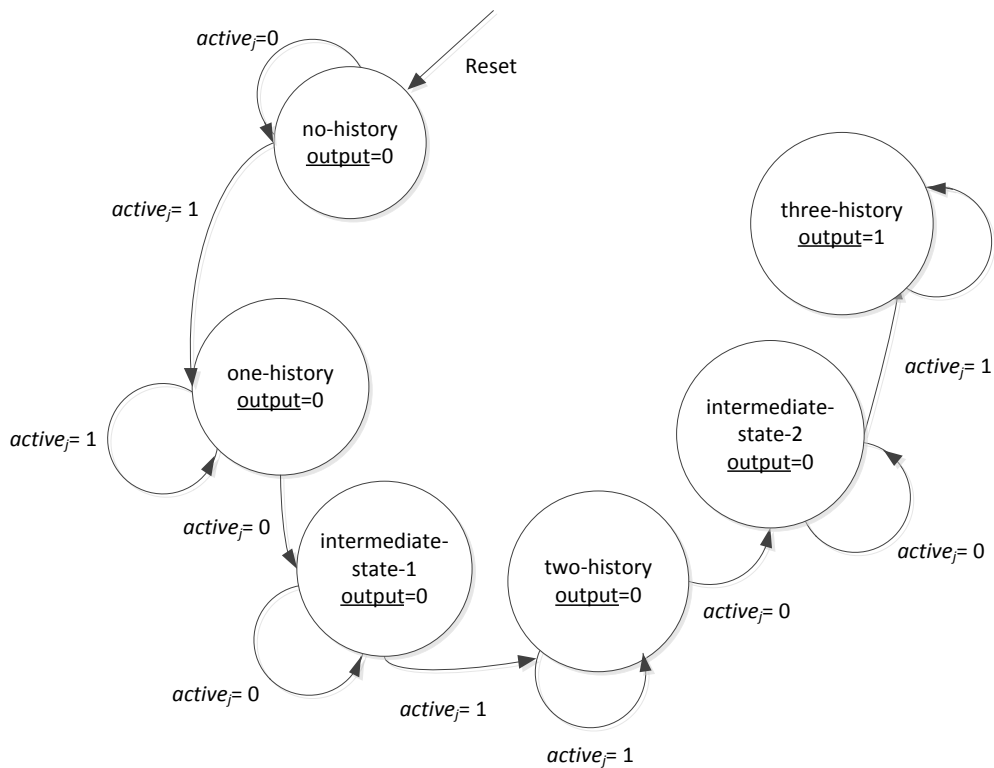 active_j=0
Reset
no-history
output=0
active_j= 1
three-history
output=1
active_j= 1
one-history
output=0
active_j= 1
intermediate-
state-2
output=0
active_j= 0
active_j= 0
intermediate-
state-1
output=0
two-history
output=0
active_j= 0
active_j= 0
active_j= 1
active_j= 1